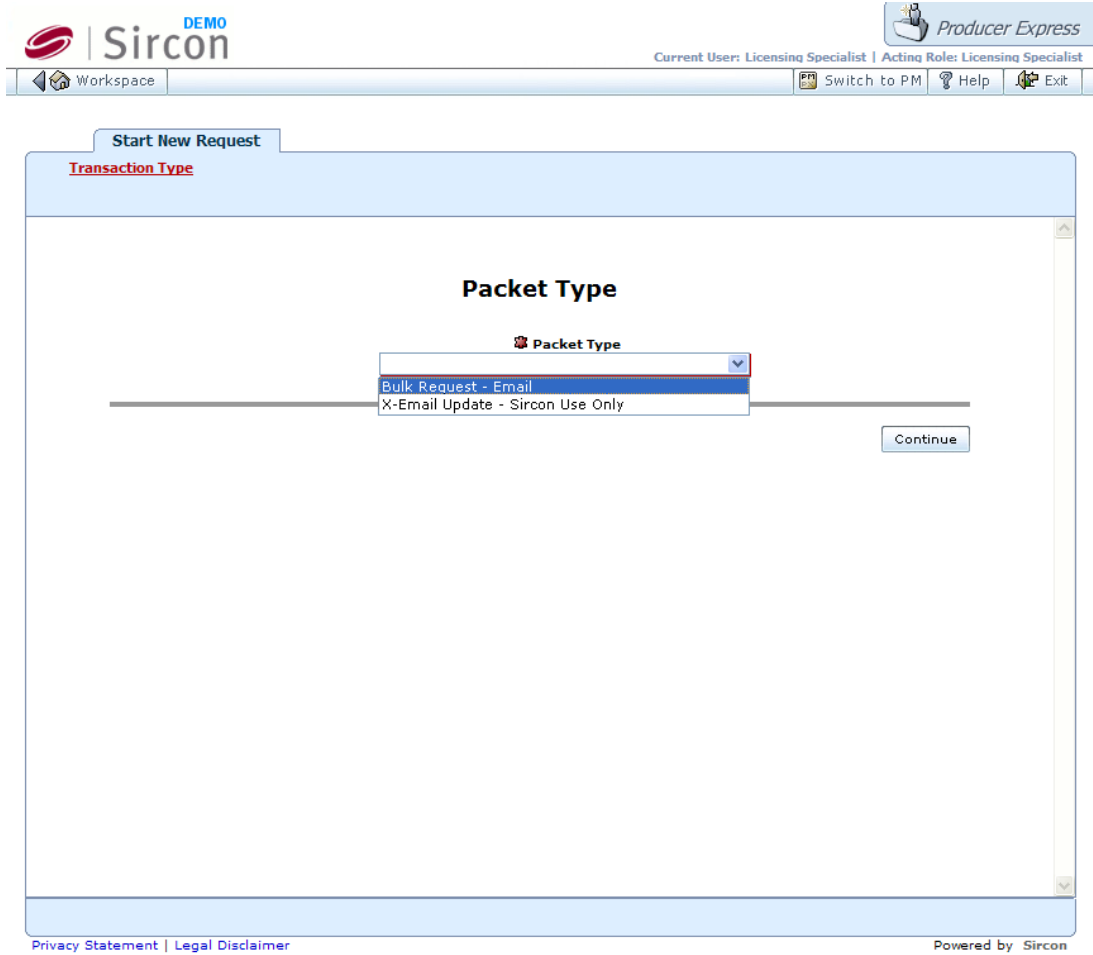 DEMO
Sircon
Producer Express
Current User: Licensing Specialist | Acting Role: Licensing Specialist
Workspace
PM Switch to PM
Help
Exit
Start New Request
Transaction Type
Packet Type
Packet Type
Bulk Request - Email
X-Email Update - Sircon Use Only
Continue
Privacy Statement | Legal Disclaimer
Powered by Sircon